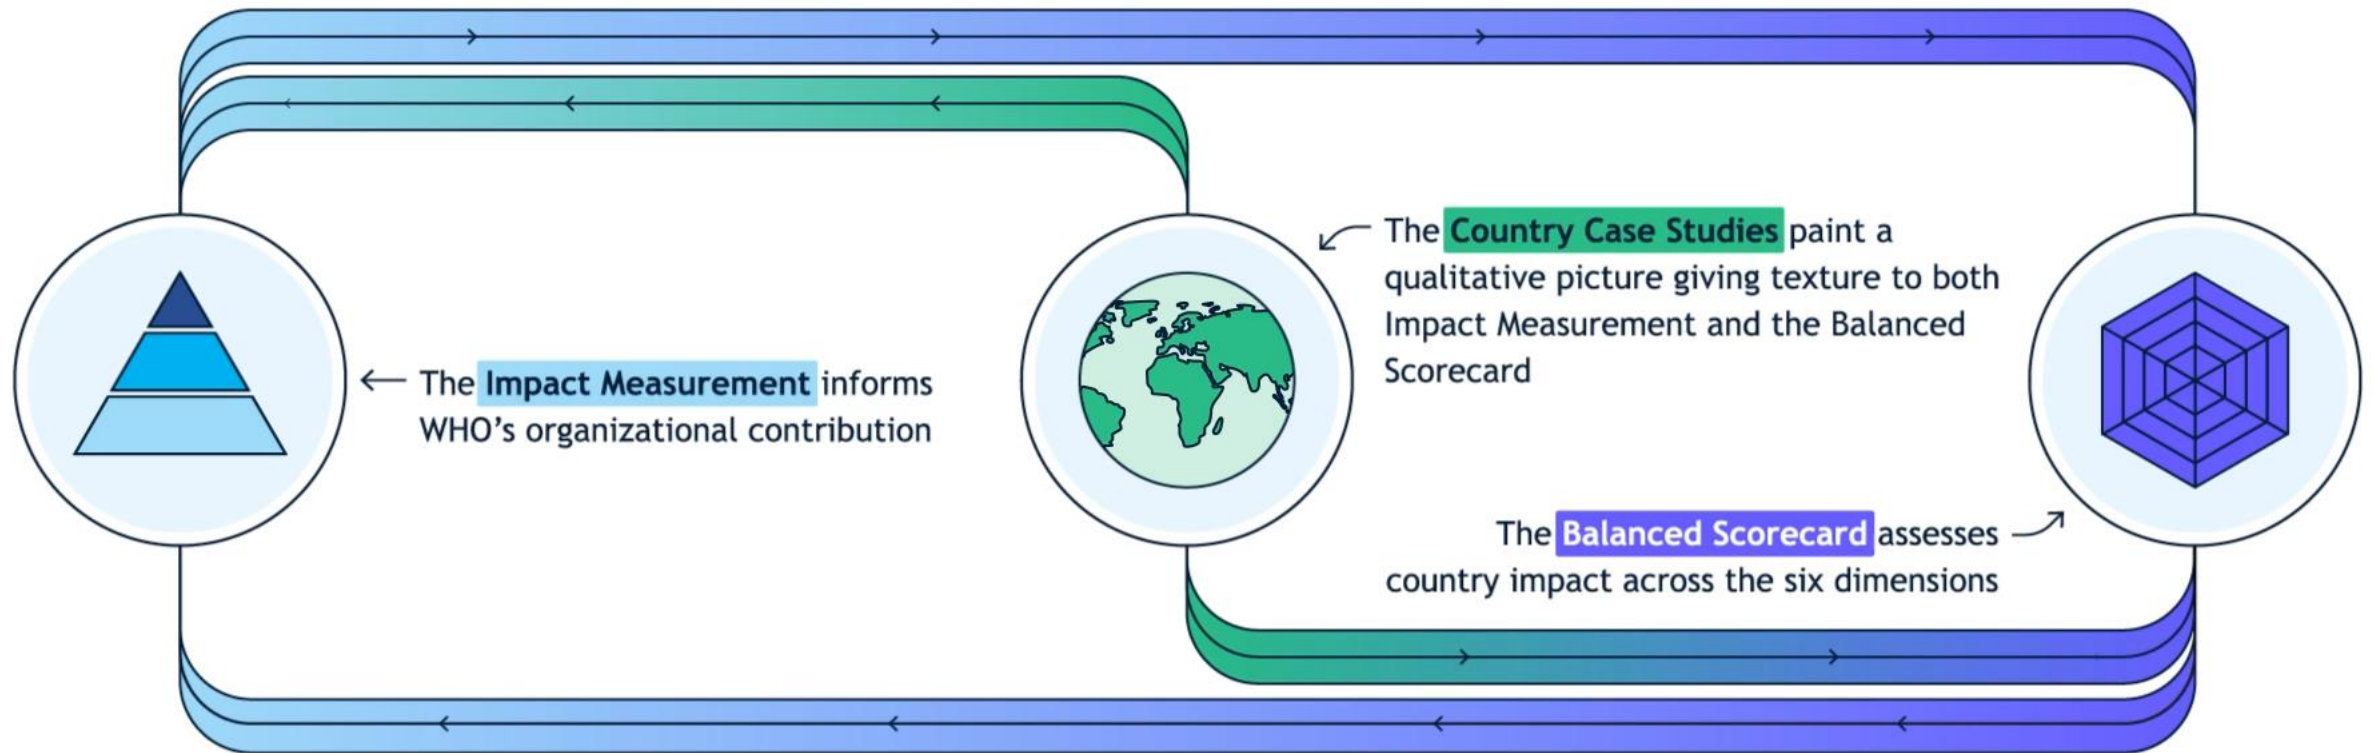 The Impact Measurement informs
WHO's organizational contribution
The Country Case Studies paint a
qualitative picture giving texture to both
Impact Measurement and the Balanced
Scorecard
The Balanced Scorecard assesses
country impact across the six dimensions